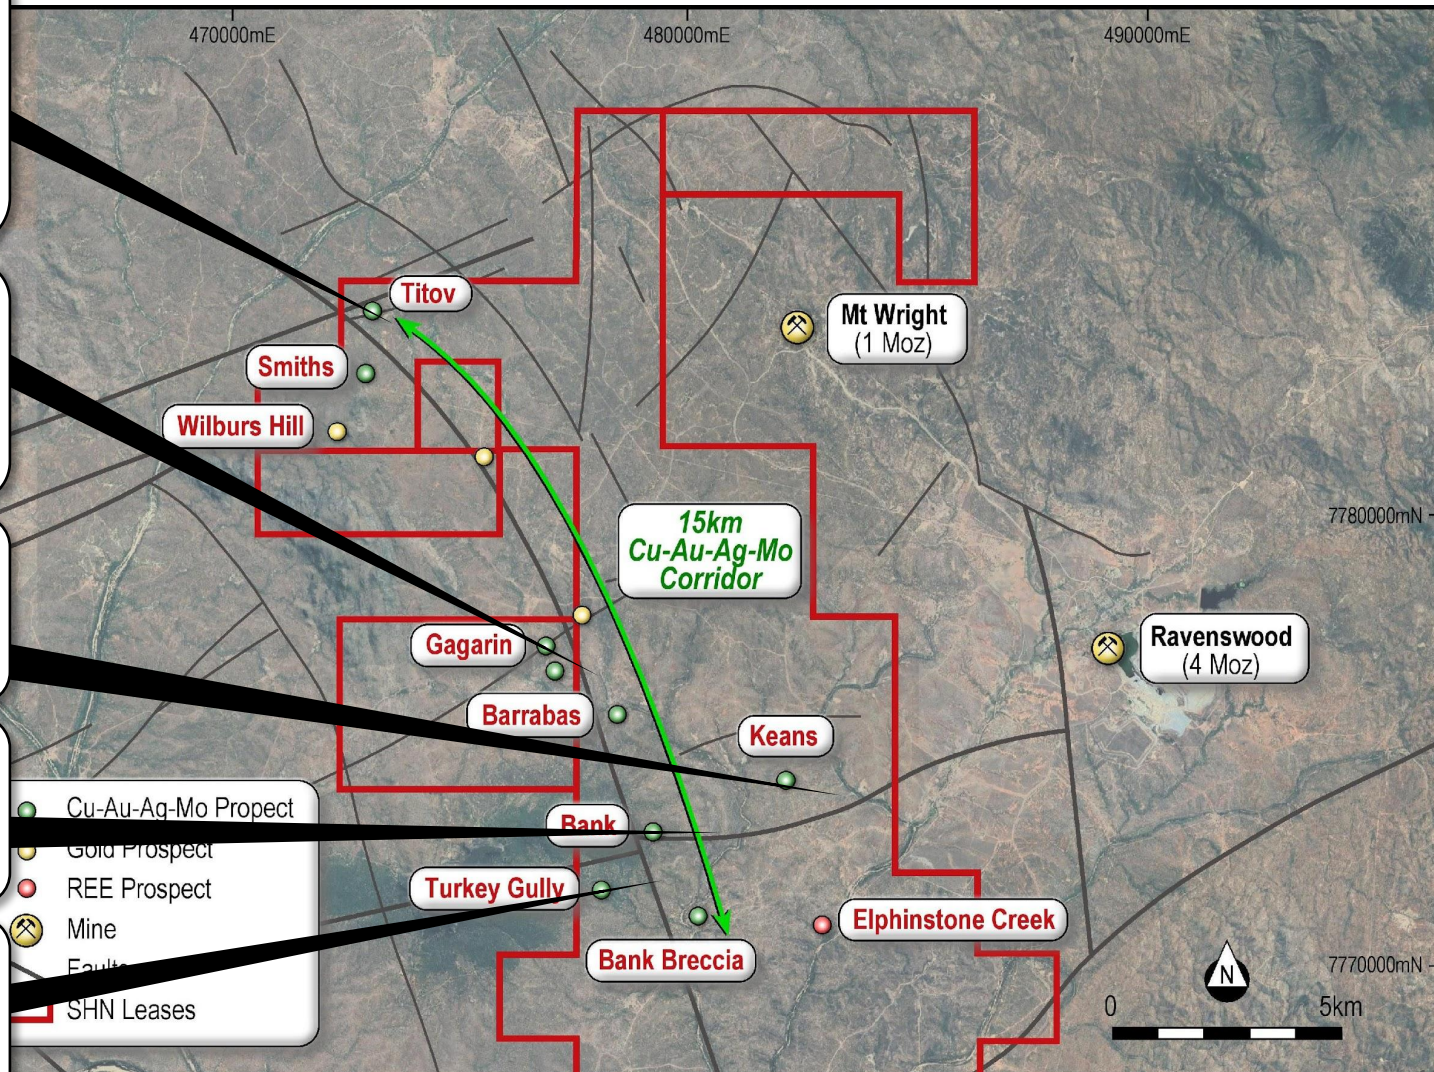 470000mE
480000mE
490000mE
Titov
Mt Wright
(1 Moz)
Smiths
Wilburs Hill
15km
Cu-Au-Ag-Mo
Corridor
7780000mN
Gagarin
Ravenswood
(4 Moz)
Barrabas
Keans
Cu-Au-Ag-Mo Propect
Gold Prospect
REE Prospect
Mine
Faults
SHN Leases
Bank
Turkey Gully
Elphinstone Creek
Bank Breccia
7770000mN
N
0
5km